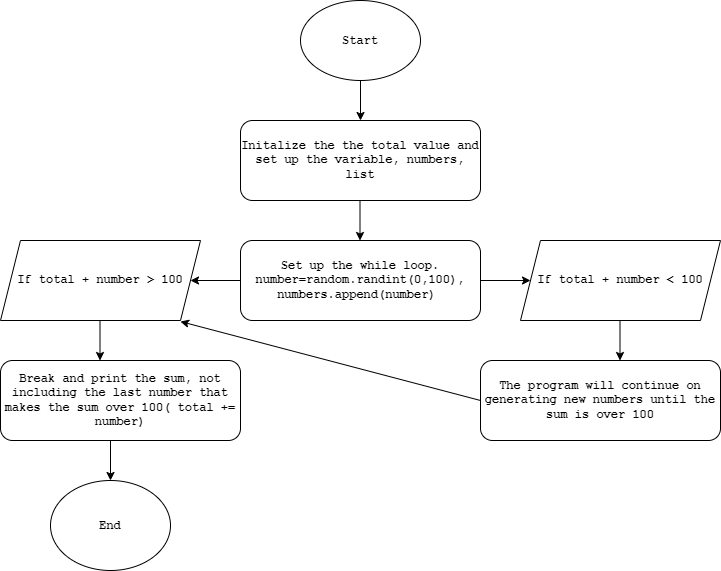 Start
Initalize the the total value and
set up the variable, numbers,
list
Set up the while loop.
number=random.randint(0,100),
numbers.append(number)
If total + number > 100
If total + number < 100
Break and print the sum, not
including the last number that
makes the sum over 100( total +=
number)
The program will continue on
generating new numbers until the
sum is over 100
End